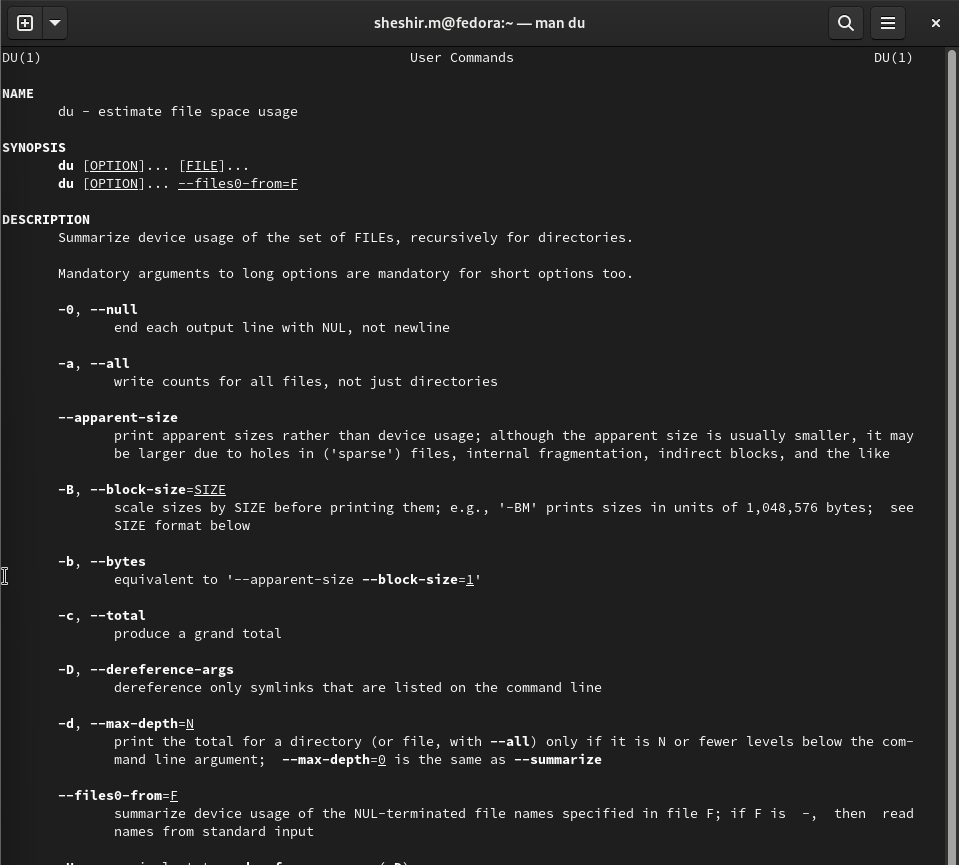 sheshir.m@fedora:~ — man du
DU(1) User Commands DU(1)
NAME
du - estimate file space usage
SYNOPSIS
du [OPTION]... [FILE]...
du [OPTION]... --files0-from=F
DESCRIPTION
Summarize device usage of the set of FILEs, recursively for directories.
Mandatory arguments to long options are mandatory for short options too.
-0, --null
end each output line with NUL, not newline
-a, --all
write counts for all files, not just directories
--apparent-size
print apparent sizes rather than device usage; although the apparent size is usually smaller, it may
be larger due to holes in ('sparse') files, internal fragmentation, indirect blocks, and the like
-B, --block-size=SIZE
scale sizes by SIZE before printing them; e.g., '-BM' prints sizes in units of 1,048,576 bytes;  see
SIZE format below
-b, --bytes
equivalent to '--apparent-size --block-size=1'
-c, --total
produce a grand total
-D, --dereference-args
dereference only symlinks that are listed on the command line
-d, --max-depth=N
print the total for a directory (or file, with --all) only if it is N or fewer levels below the com-
mand line argument;  --max-depth=0 is the same as --summarize
--files0-from=F
summarize device usage of the NUL-terminated file names specified in file F; if F is  -,  then  read
names from standard input